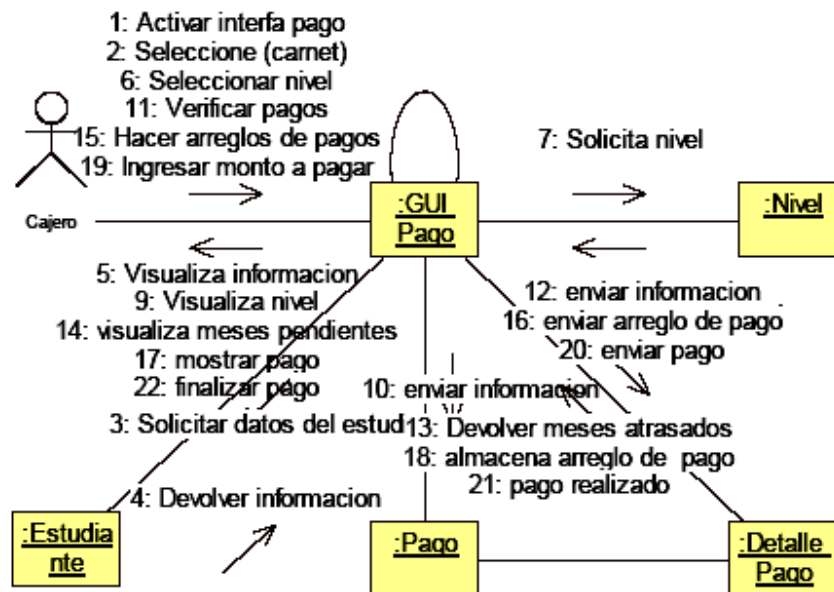 1: Activar interfa pago
2: Seleccione (carnet)
6: Seleccionar nivel
11: Verificar pagos
15: Hacer arreglos de pagos
19: Ingresar monto a pagar
7: Solicita nivel
Cajero
:GUI
Pago
:Nivel
5: Visualiza informacion
9: Visualiza nivel
14: visualiza meses pendientes
17: mostrar pago
22: finalizar pago
12: enviar informacion
16: enviar arreglo de pago
20: enviar pago
10: enviar informacion
3: Solicitar datos del estud
13: Devolver meses atrasados
18: almacena arreglo de pago
21: pago realizado
4: Devolver informacion
:Estudia
nte
:Pago
:Detalle
Pago